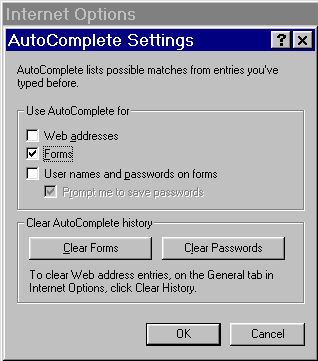 Internet Options
AutoComplete Settings
AutoComplete lists possible matches from entries you've
typed before.
Use AutoComplete for
Web addresses
Forms
User names and passwords on forms
Prompt me to save passwords
Clear AutoComplete history
Clear Forms
Clear Passwords
To clear Web address entries, on the General tab in
Internet Options, click Clear History.
OK
Cancel